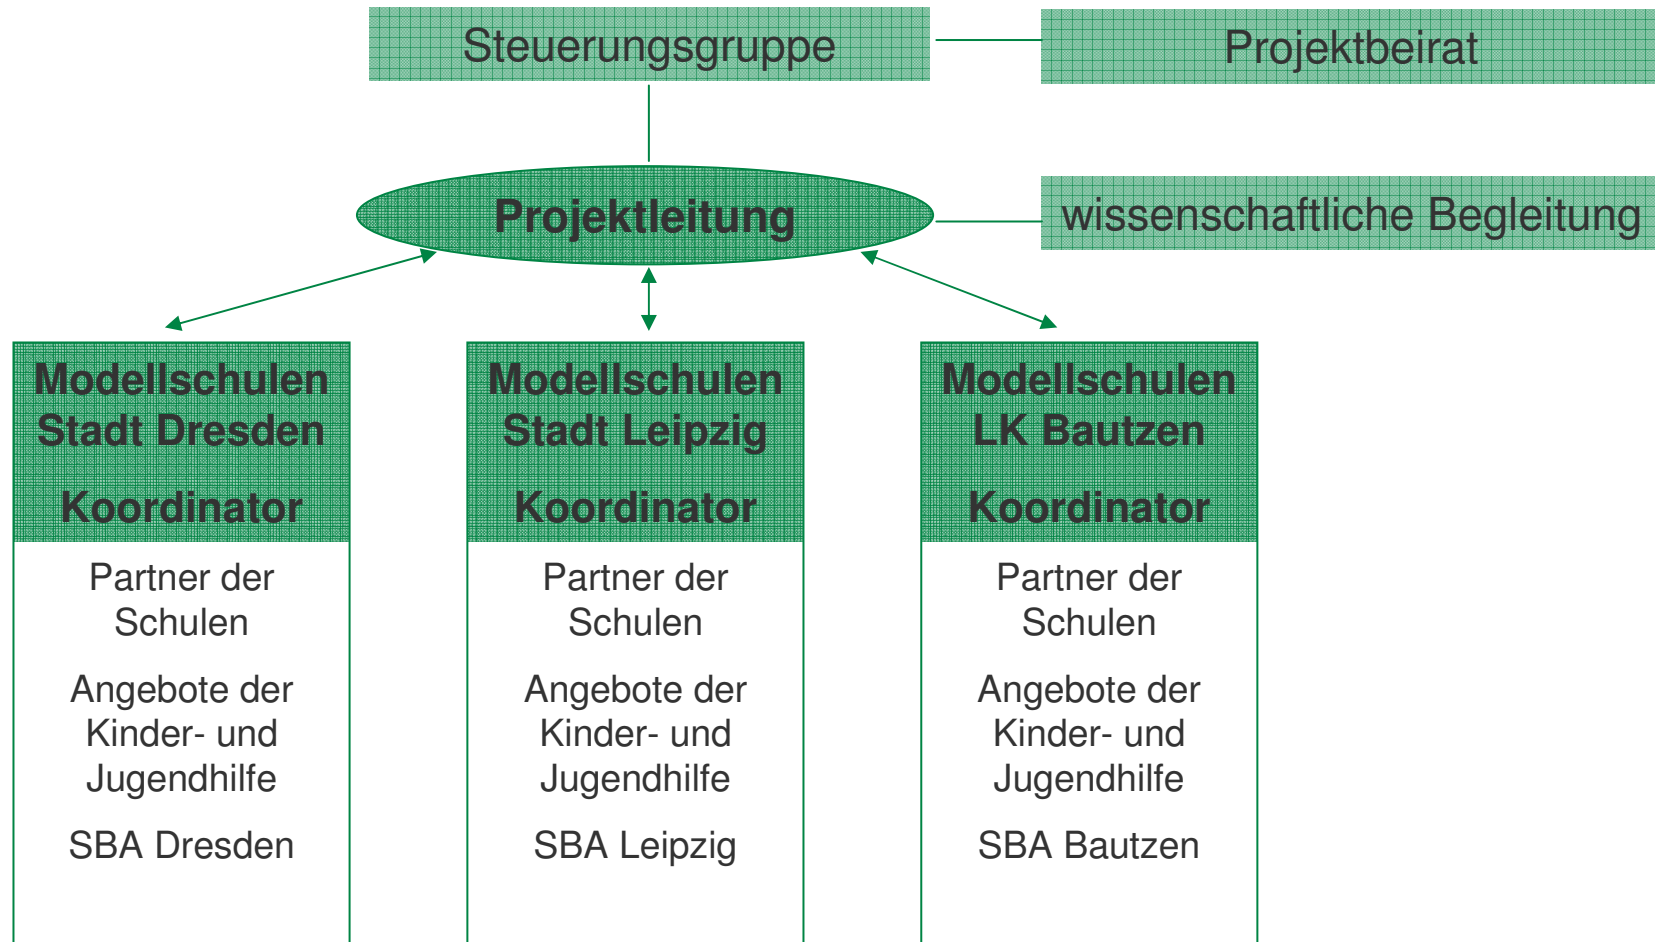 Steuerungsgruppe
Projektbeirat
Projektleitung
wissenschaftliche Begleitung
Modellschulen
Stadt Dresden
Koordinator
Partner der
Schulen
Angebote der
Kinder- und
Jugendhilfe
SBA Dresden
Modellschulen
Stadt Leipzig
Koordinator
Partner der
Schulen
Angebote der
Kinder- und
Jugendhilfe
SBA Leipzig
Modellschulen
LK Bautzen
Koordinator
Partner der
Schulen
Angebote der
Kinder- und
Jugendhilfe
SBA Bautzen